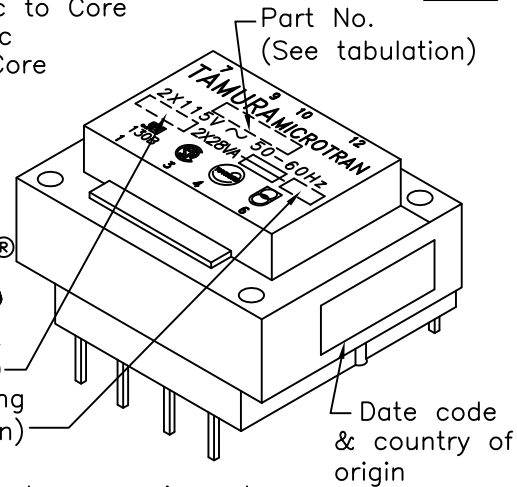 c to Core
c
Core
Part No.
(See tabulation)
7
9
10
12
TAMURA MICROTRAN
2X115V ~ 50-60Hz
130B
2X28VA
1
3
4
6
®
ng
n)
Date code
& country of
origin